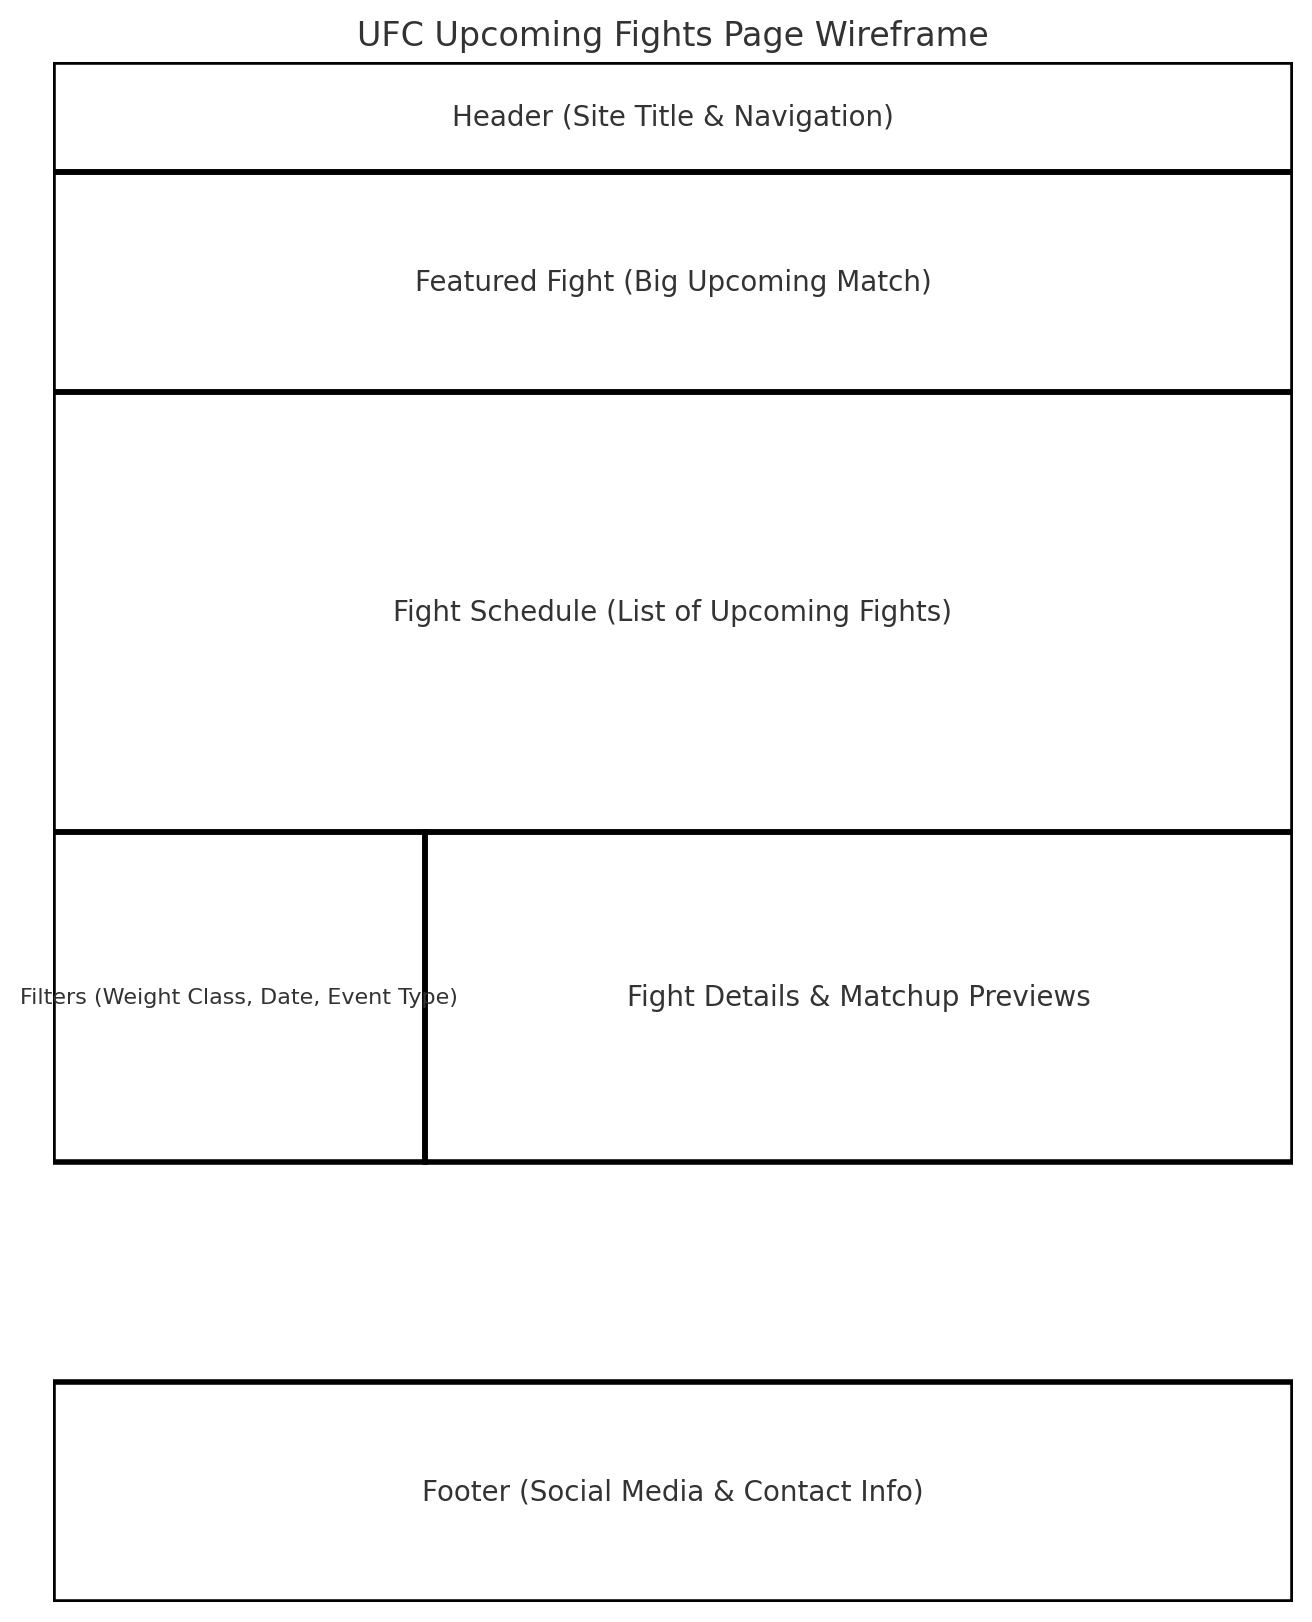 UFC Upcoming Fights Page Wireframe
Header (Site Title & Navigation)
Featured Fight (Big Upcoming Match)
Fight Schedule (List of Upcoming Fights)
Filters (Weight Class, Date, Event Type)
Fight Details & Matchup Previews
Footer (Social Media & Contact Info)